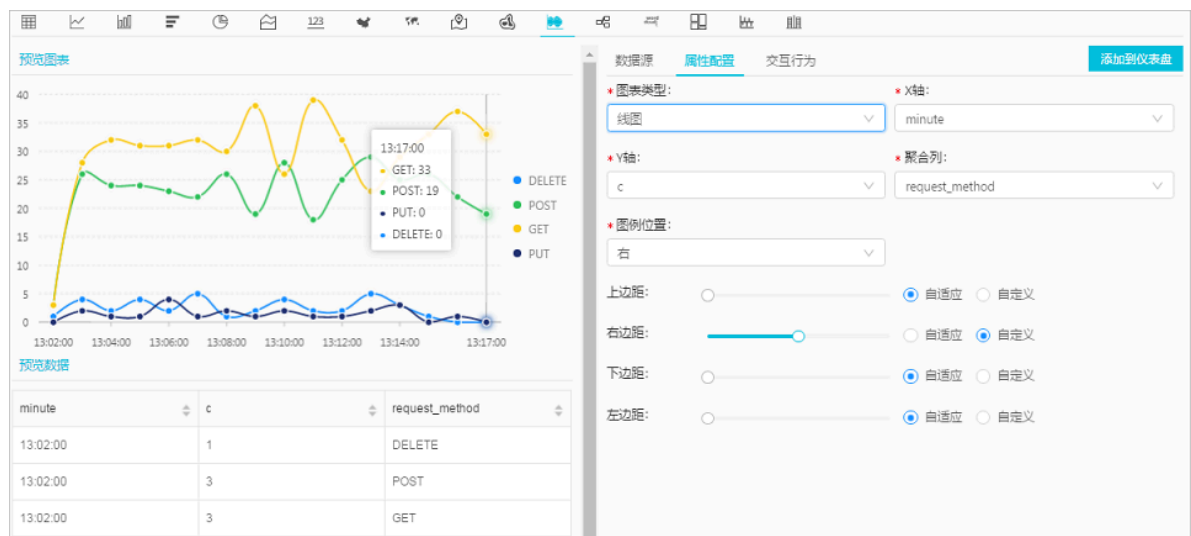 123
预览图表
数据源 属性配置 交互行为 添加到仪表盘
* 图表类型: * X轴:
线图 minute
* Y轴: * 聚合列:
c request_method
* 图例位置:
右
上边距: 自适应 自定义
右边距: 自适应 自定义
下边距: 自适应 自定义
左边距: 自适应 自定义
40
35
30
25
20
15
10
5
0
13:17:00
GET: 33
POST: 19
PUT: 0
DELETE: 0
DELETE
POST
GET
PUT
13:02:00 13:04:00 13:06:00 13:08:00 13:10:00 13:12:00 13:14:00 13:17:00
预览数据
minute c request_method
13:02:00 1 DELETE
13:02:00 3 POST
13:02:00 3 GET